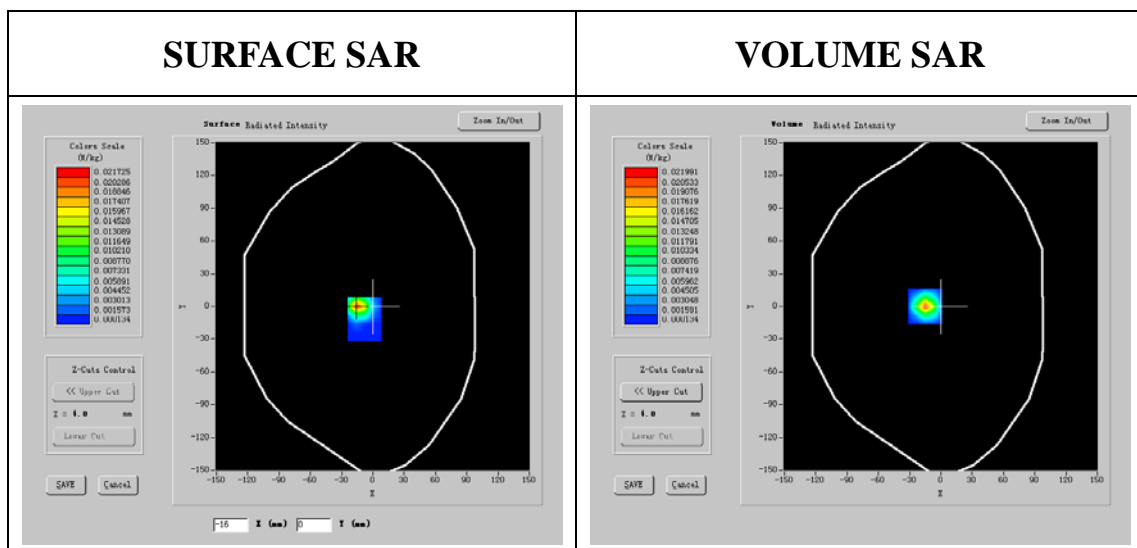 SURFACE SAR
VOLUME SAR
Surface Radiated Intensity
Zoom In/Out
Colors Scale
(W/kg)
0.021725
0.020286
0.018846
0.017407
0.015967
0.014528
0.013089
0.011649
0.010210
0.008770
0.007331
0.005891
0.004452
0.003013
0.001573
0.000134
150
120
90
60
30
0
-30
-60
-90
-120
-150
Y
-150 -120 -90 -60 -30 0 30 60 90 120 150
X
Z-Cuts Control
<< Upper Cut
Z = 4.0 mm
Lower Cut
SAVE Cancel
-16 X (mm) 0 Y (mm)
Volume Radiated Intensity
Zoom In/Out
Colors Scale
(W/kg)
0.021991
0.020533
0.019076
0.017619
0.016162
0.014705
0.013248
0.011791
0.010334
0.008876
0.007419
0.005962
0.004505
0.003048
0.001591
0.000134
150
120
90
60
30
0
-30
-60
-90
-120
-150
Y
-150 -120 -90 -60 -30 0 30 60 90 120 150
X
Z-Cuts Control
<< Upper Cut
Z = 4.0 mm
Lower Cut
SAVE Cancel